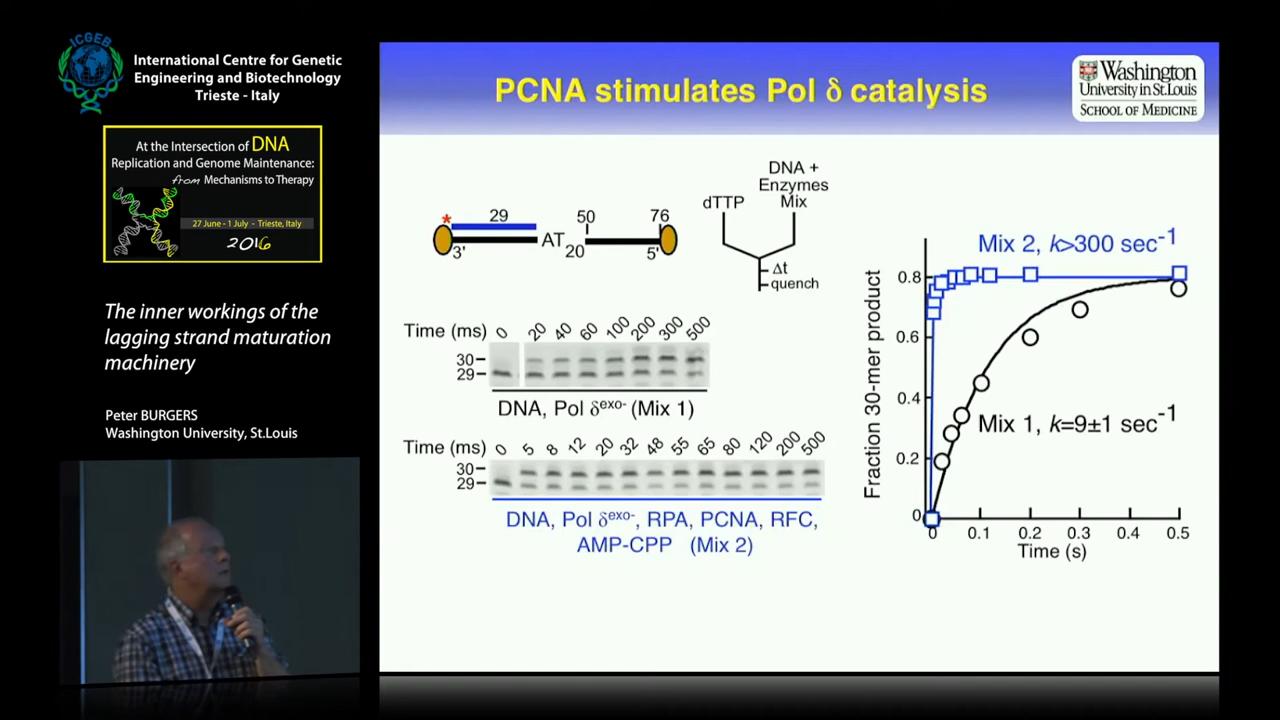 ICGEB
International Centre for Genetic
Engineering and Biotechnology
Trieste - Italy
At the Intersection of DNA
Replication and Genome Maintenance:
from Mechanisms to Therapy
27 June - 1 July - Trieste, Italy
2016
The inner workings of the
lagging strand maturation
machinery
Peter BURGERS
Washington University, St.Louis
PCNA stimulates Pol δ catalysis
Washington
University in St.Louis
SCHOOL OF MEDICINE
* 29 50 76
3' AT 20 5'
DNA +
Enzymes
dTTP Mix
Δt
quench
Time (ms) 0 20 40 60 100 200 300 500
30
29
DNA, Pol δexo- (Mix 1)
Time (ms) 0 5 8 12 20 32 48 55 65 80 120 200 500
30
29
DNA, Pol δexo-, RPA, PCNA, RFC,
AMP-CPP (Mix 2)
Mix 2, k>300 sec-1
Mix 1, k=9±1 sec-1
Fraction 30-mer product
0.8
0.6
0.4
0.2
0
0 0.1 0.2 0.3 0.4 0.5
Time (s)